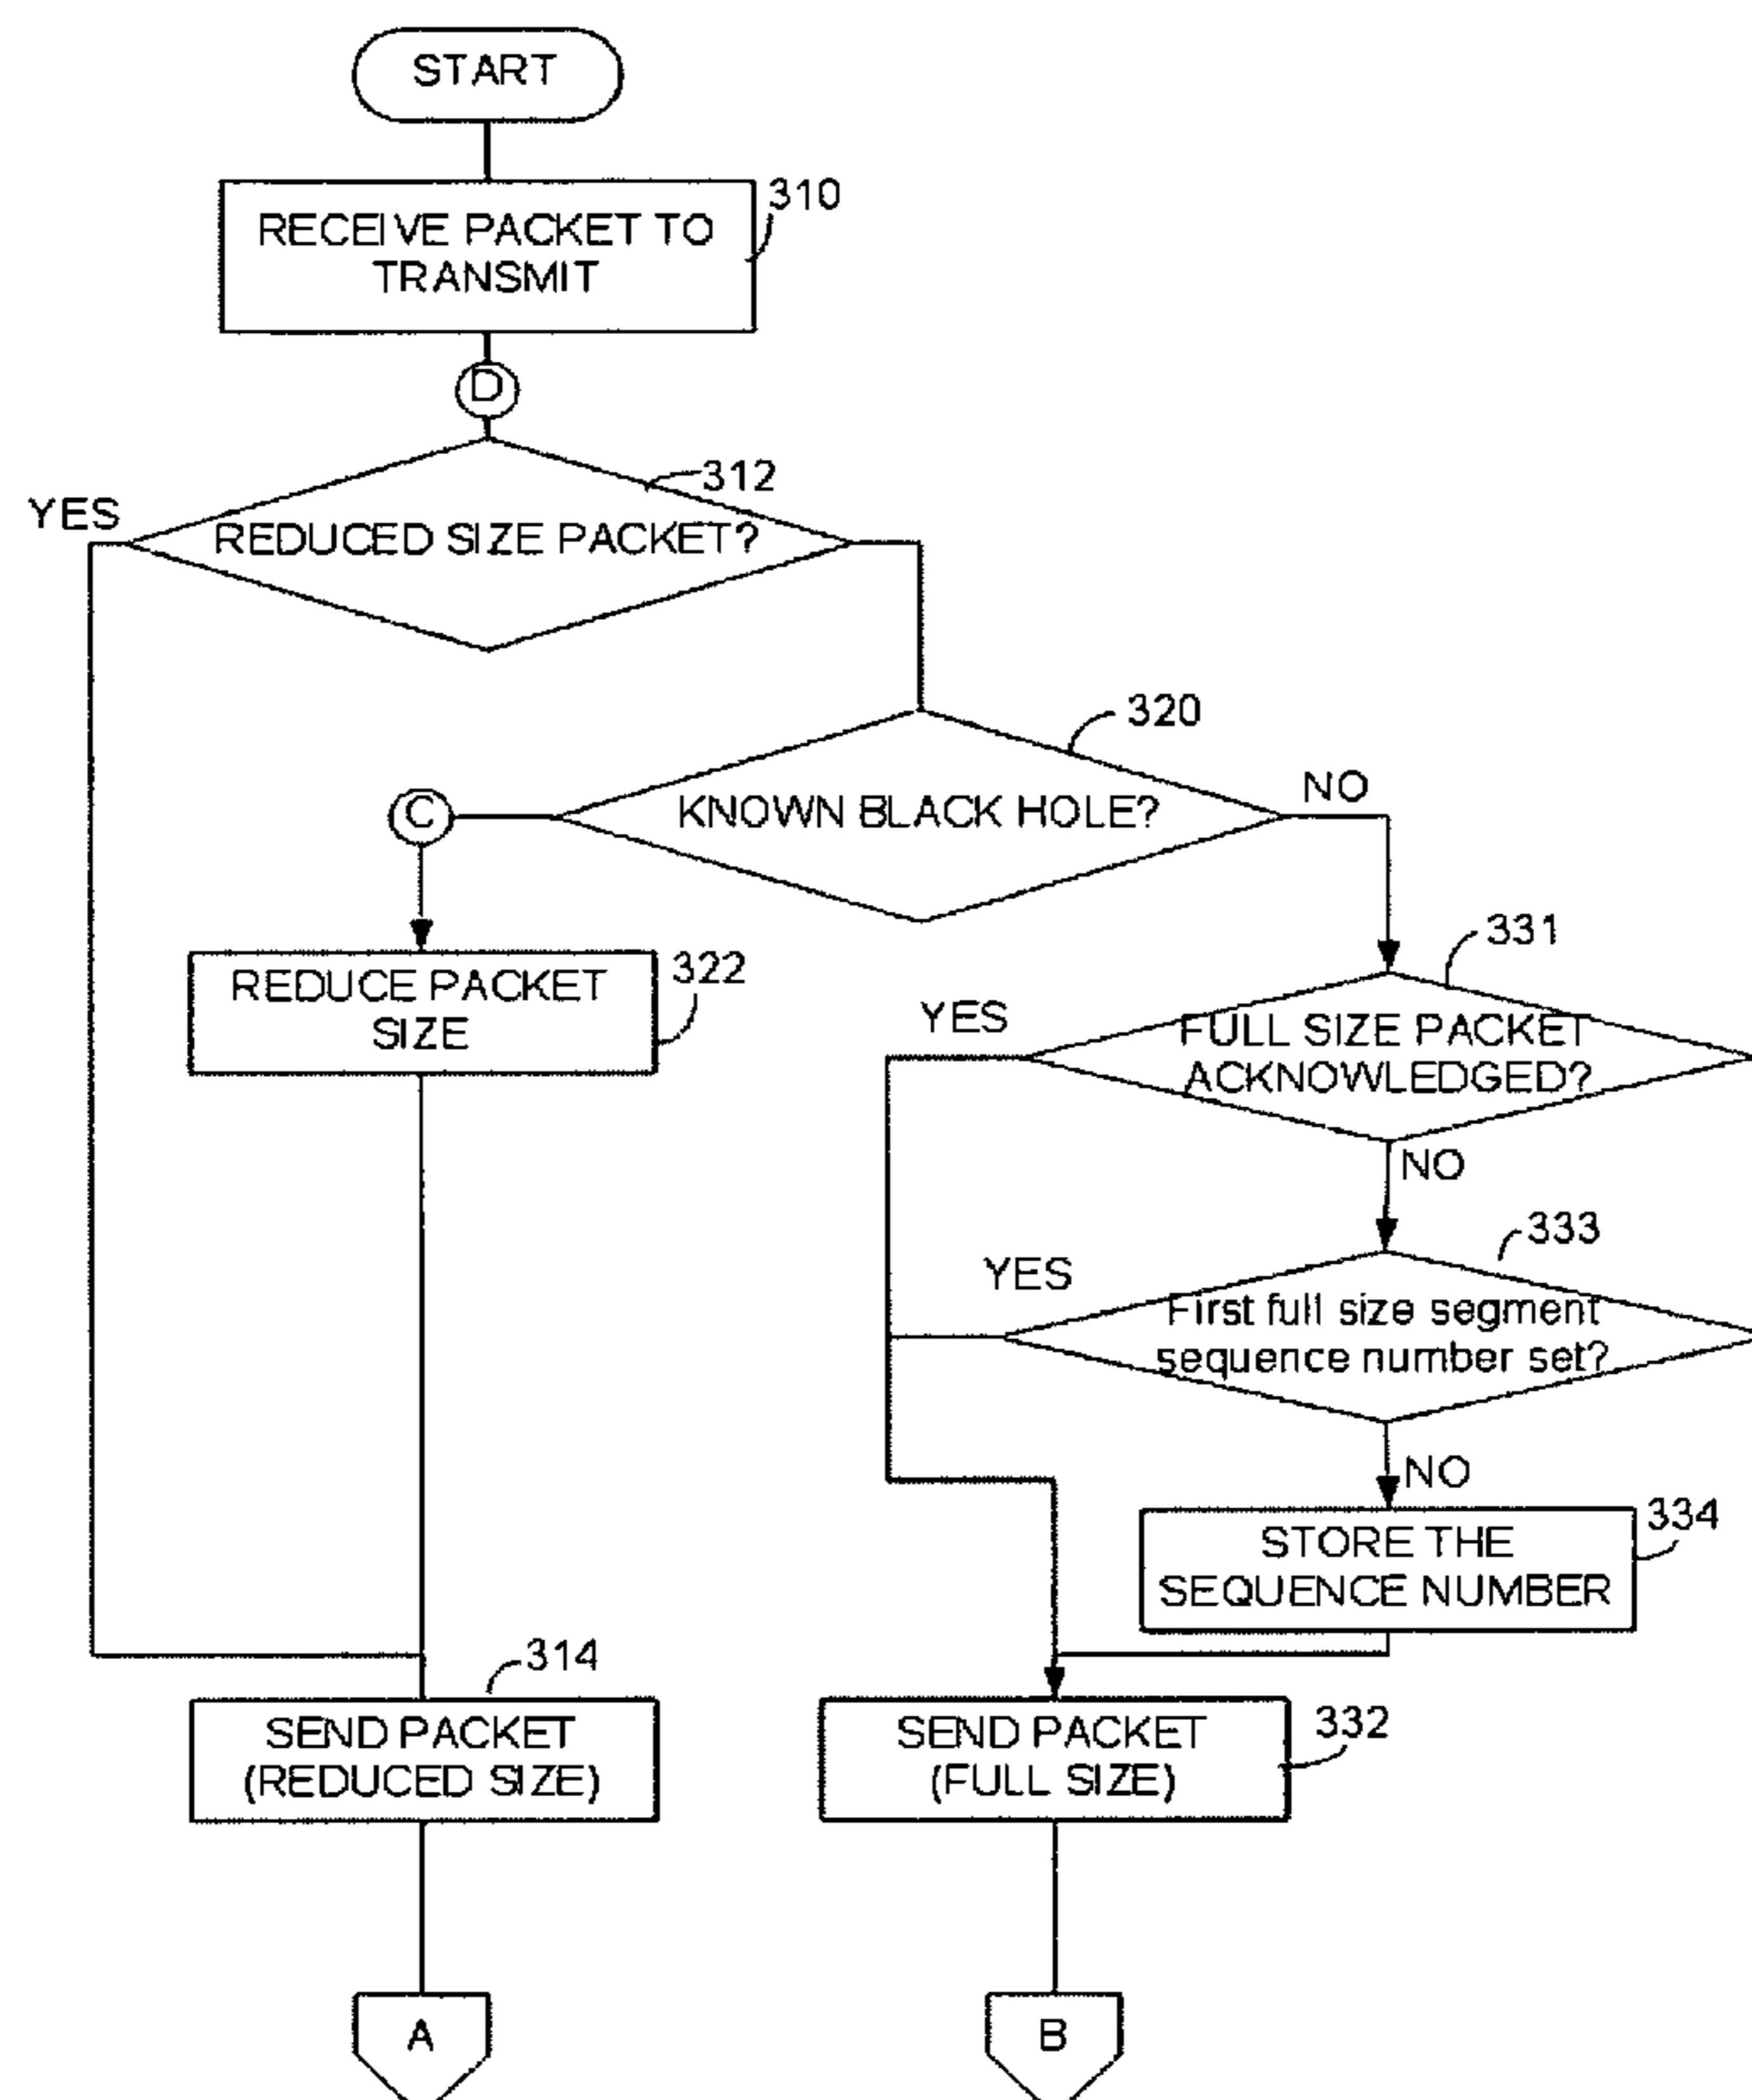 START
RECEIVE PACKET TO
TRANSMIT
310
D
312
YES
REDUCED SIZE PACKET?
320
KNOWN BLACK HOLE?
NO
C
331
REDUCE PACKET
SIZE
322
YES
FULL SIZE PACKET
ACKNOWLEDGED?
NO
333
YES
First full size segment
sequence number set?
NO
334
STORE THE
SEQUENCE NUMBER
314
SEND PACKET
(REDUCED SIZE)
SEND PACKET
(FULL SIZE)
332
A
B